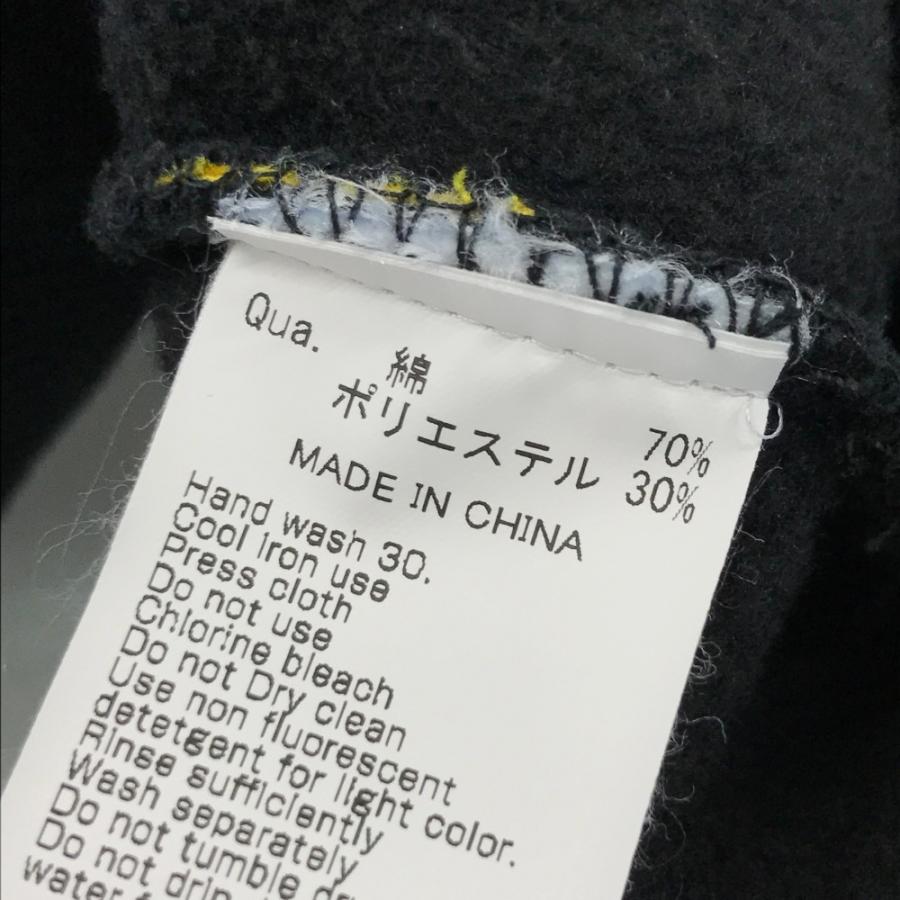 Qua.
綿 70%
ポリエステル 30%
MADE IN CHINA
Hand wash 30.
Cool iron use
Press cloth
Do not use
Chlorine bleach
Do not Dry clean
Use non fluorescent
detetgent for light color.
Rinse sufficiently
Wash separately
Do not tumble
Do not
water